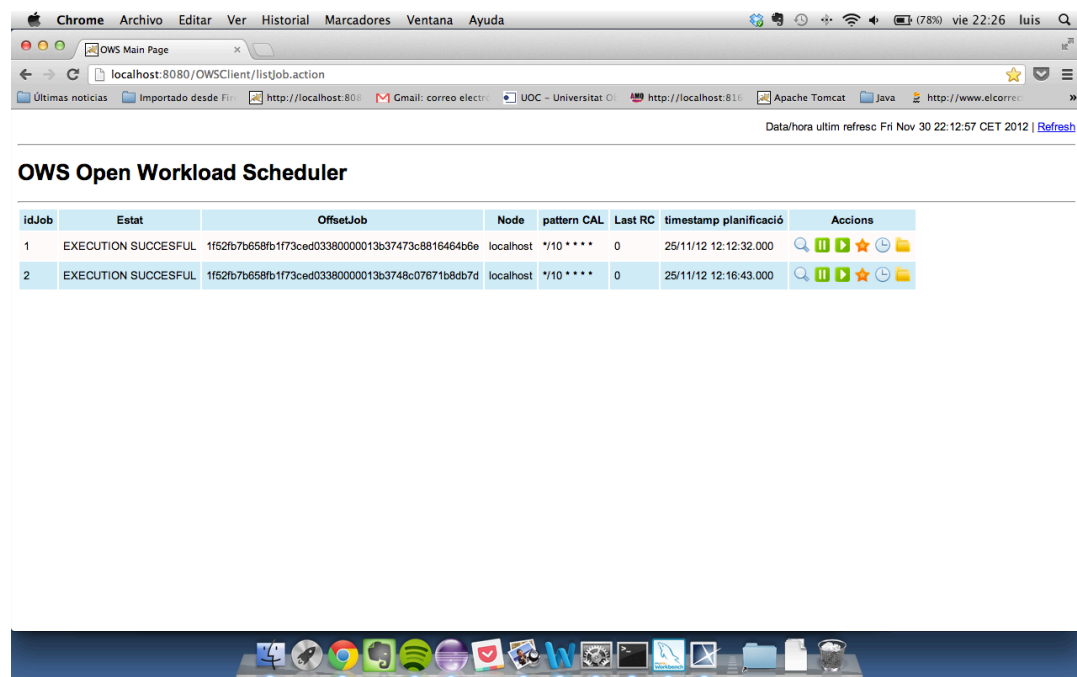 Chrome Archivo Editar Ver Historial Marcadores Ventana Ayuda (78%) vie 22:26 luis
OWS Main Page
localhost:8080/OWSClient/listJob.action
Últimas noticias Importado desde Fir http://localhost:808 Gmail: correo electró UOC – Universitat O http://localhost:816 Apache Tomcat Java http://www.elcorrec »
Data/hora ultim refresc Fri Nov 30 22:12:57 CET 2012 | Refresh
OWS Open Workload Scheduler
idJob Estat OffsetJob Node pattern CAL Last RC timestamp planificació Accions
1 EXECUTION SUCCESFUL 1f52fb7b658fb1f73ced03380000013b37473c8816464b6e localhost */10 * * * * 0 25/11/12 12:12:32.000
2 EXECUTION SUCCESFUL 1f52fb7b658fb1f73ced03380000013b3748c07671b8db7d localhost */10 * * * * 0 25/11/12 12:16:43.000
Workbench